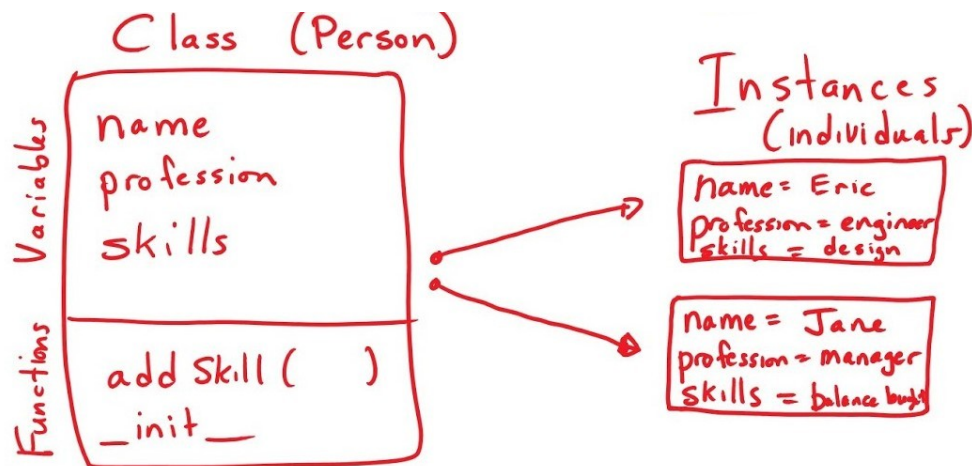 Class (Person)
Variables
name
profession
skills
Functions
add Skill ( )
_init_
Instances
(individuals)
name = Eric
profession = engineer
skills = design
name = Jane
profession = manager
skills = balance